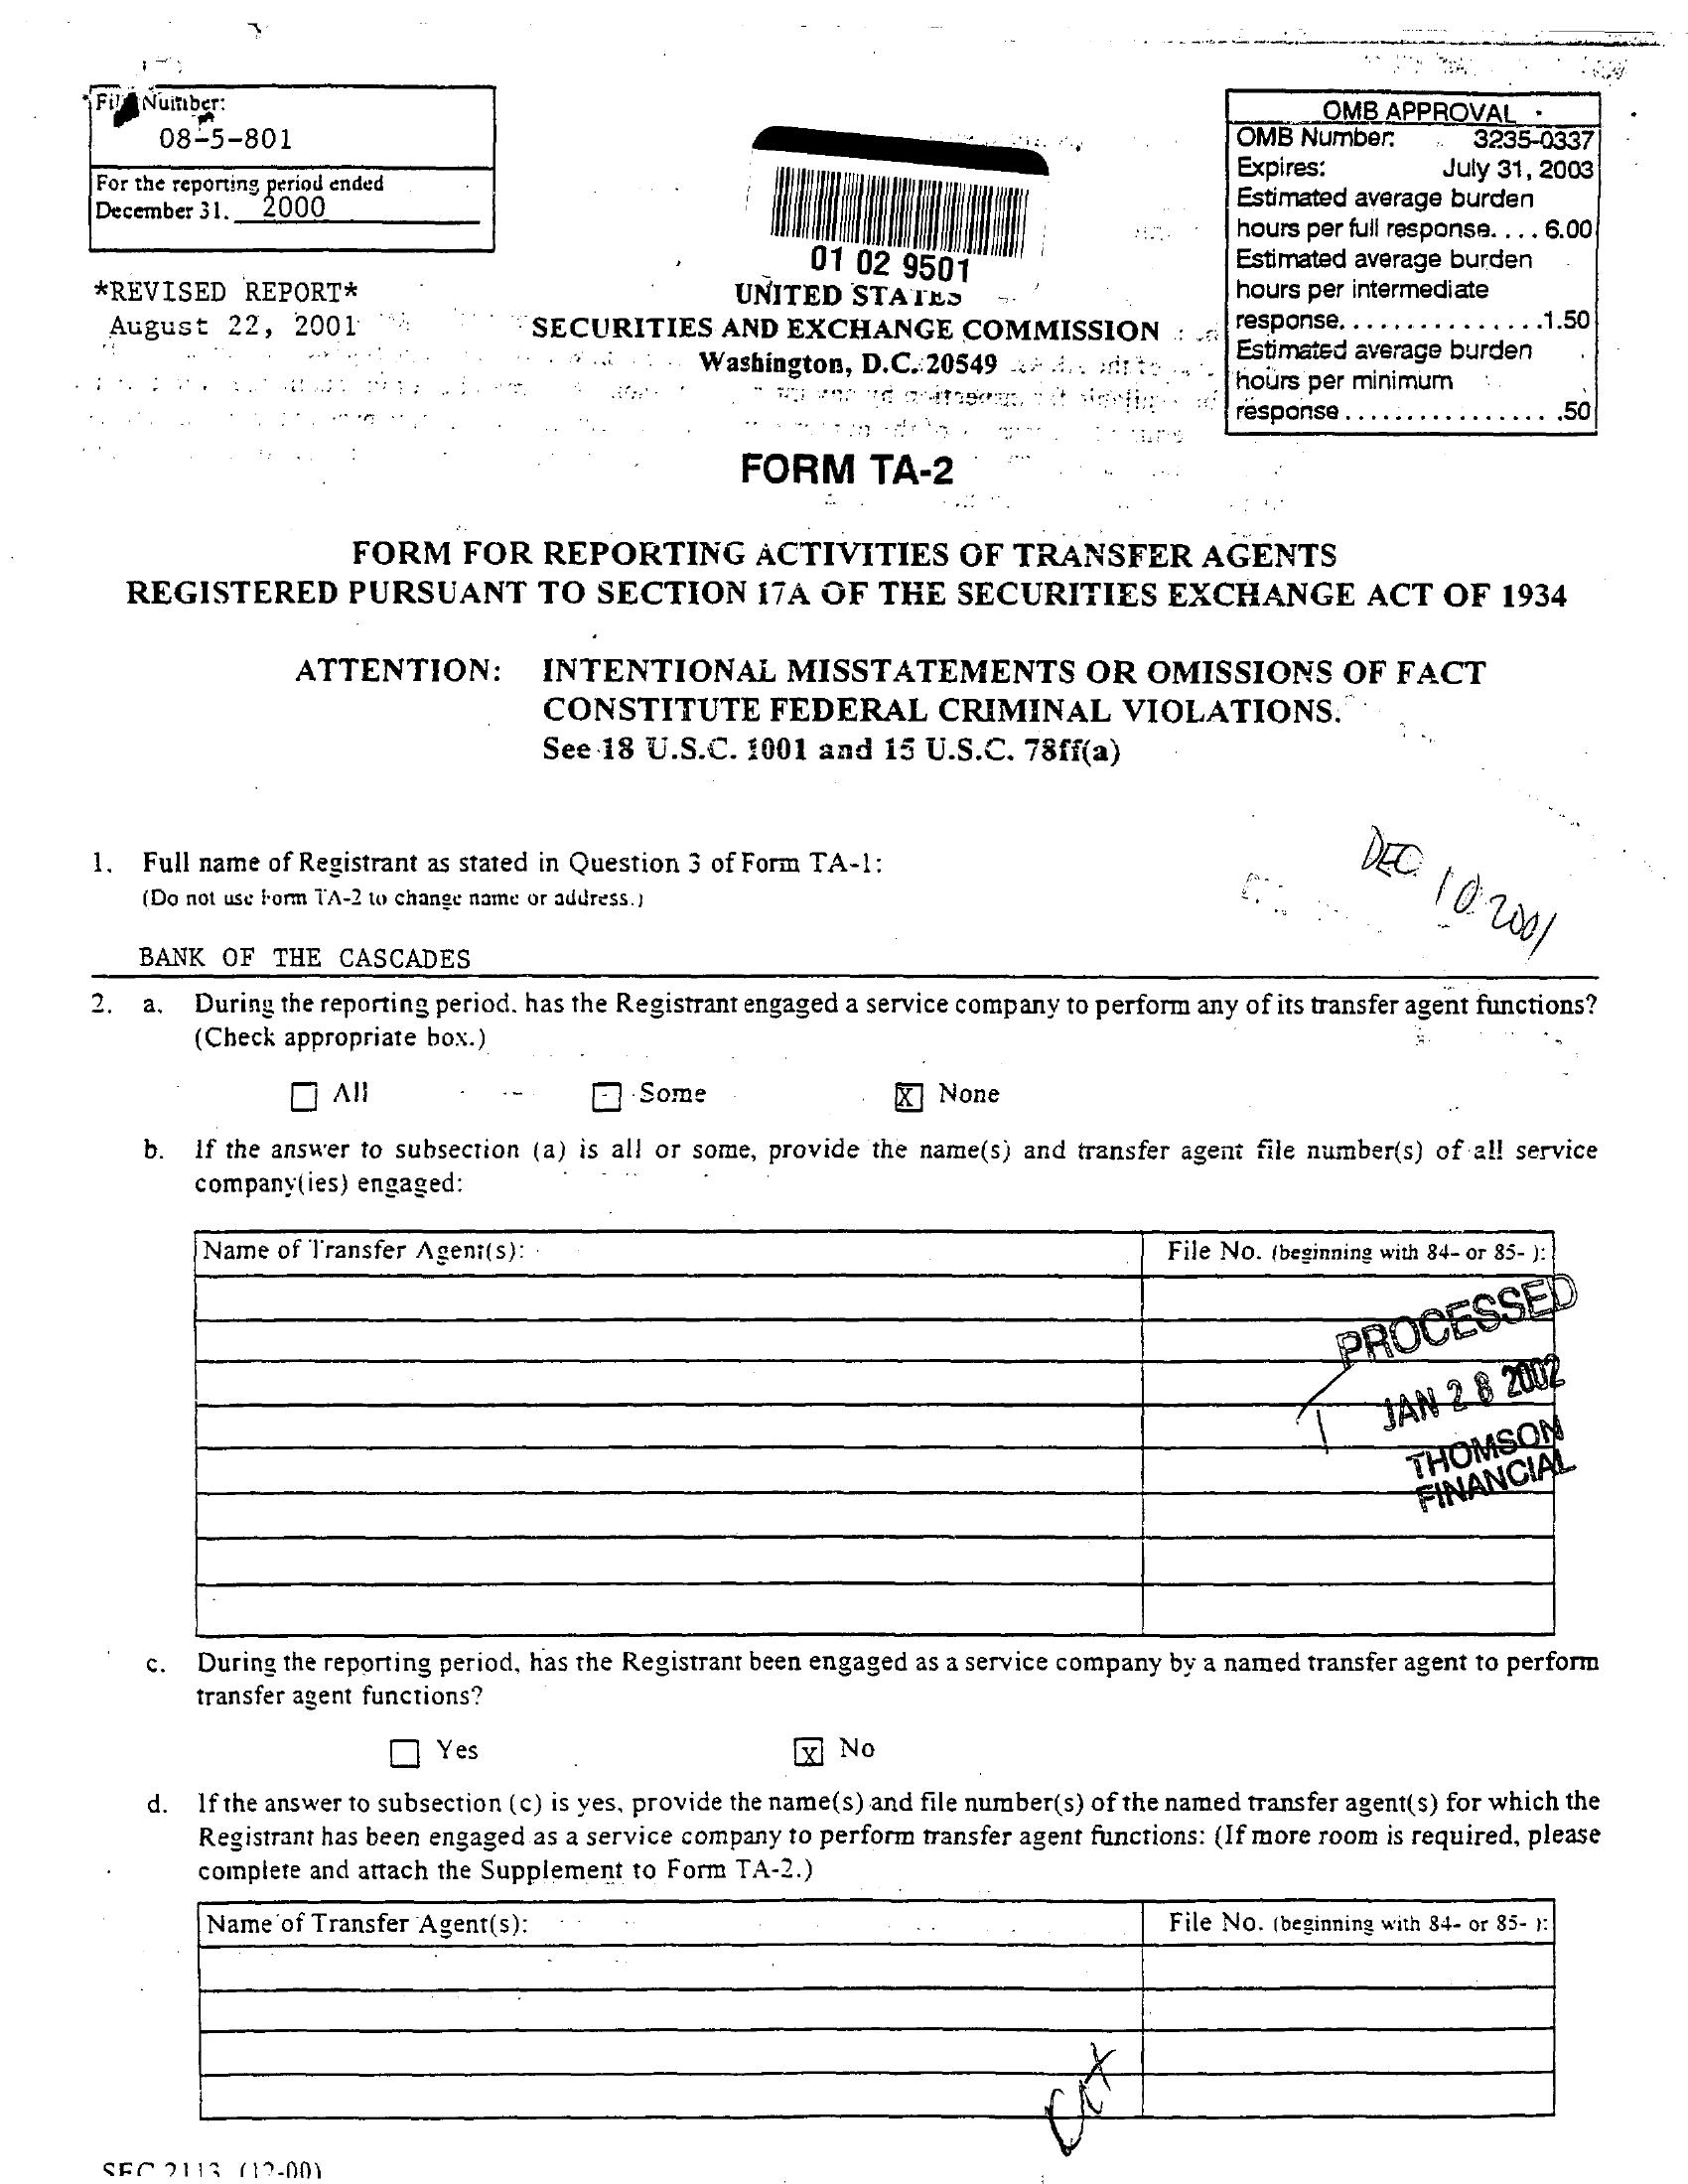 File Number:
08-5-801
For the reporting period ended
December 31. 2000
*REVISED REPORT*
August 22, 2001
01 02 9501
UNITED STATES
SECURITIES AND EXCHANGE COMMISSION
Washington, D.C. 20549
OMB APPROVAL
OMB Number: 3235-0337
Expires: July 31, 2003
Estimated average burden
hours per full response. . . . 6.00
Estimated average burden
hours per intermediate
response. . . . . . . . . . . . . . .1.50
Estimated average burden
hours per minimum
response . . . . . . . . . . . . . . . . .50
FORM TA-2
FORM FOR REPORTING ACTIVITIES OF TRANSFER AGENTS
REGISTERED PURSUANT TO SECTION 17A OF THE SECURITIES EXCHANGE ACT OF 1934
ATTENTION: INTENTIONAL MISSTATEMENTS OR OMISSIONS OF FACT
CONSTITUTE FEDERAL CRIMINAL VIOLATIONS.
See 18 U.S.C. 1001 and 15 U.S.C. 78ff(a)
DEC 10 2001
1. Full name of Registrant as stated in Question 3 of Form TA-1:
(Do not use Form TA-2 to change name or address.)
BANK OF THE CASCADES
2. a. During the reporting period, has the Registrant engaged a service company to perform any of its transfer agent functions?
(Check appropriate box.)
All Some X None
b. If the answer to subsection (a) is all or some, provide the name(s) and transfer agent file number(s) of all service
company(ies) engaged:
Name of Transfer Agent(s): File No. (beginning with 84- or 85- ):
PROCESSED
JAN 28 2002
THOMSON
FINANCIAL
c. During the reporting period, has the Registrant been engaged as a service company by a named transfer agent to perform
transfer agent functions?
Yes X No
d. If the answer to subsection (c) is yes, provide the name(s) and file number(s) of the named transfer agent(s) for which the
Registrant has been engaged as a service company to perform transfer agent functions: (If more room is required, please
complete and attach the Supplement to Form TA-2.)
Name of Transfer Agent(s): File No. (beginning with 84- or 85- ):
SEC 2113 (12-00)